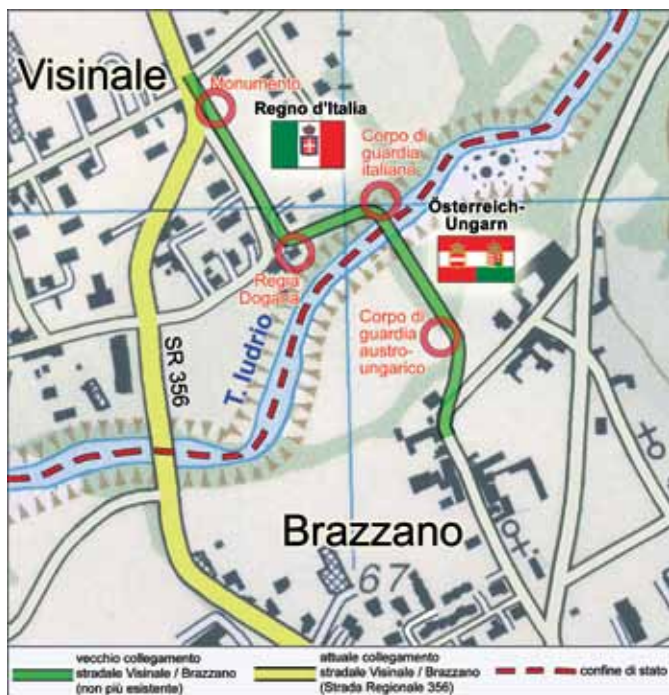 Visinale
Monumento
Regno d'Italia
Corpo di
guardia
italiana
Österreich-
Ungarn
Regia
Dogana
Corpo di
guardia
austro-
ungarico
T. Iudrio
SR 356
Brazzano
67
vecchio collegamento
stradale Visinale / Brazzano
(non più esistente)
attuale collegamento
stradale Visinale / Brazzano
(Strada Regionale 356)
confine di stato